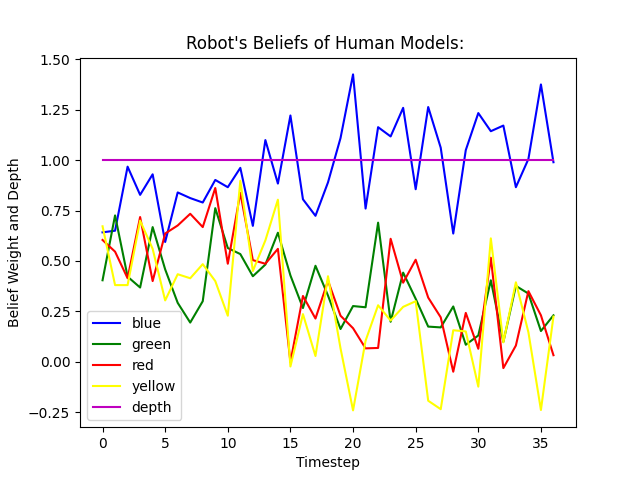 Robot's Beliefs of Human Models:
1.50
1.25
1.00
0.75
0.50
0.25
0.00
−0.25
Belief Weight and Depth
blue
green
red
yellow
depth
0 5 10 15 20 25 30 35
Timestep